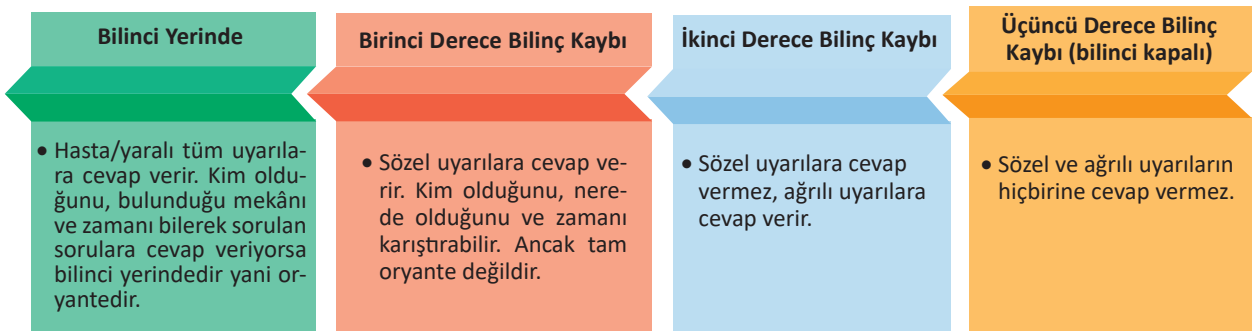 Bilinci Yerinde
• Hasta/yaralı tüm uyarıla-
ra cevap verir. Kim oldu-
ğunu, bulunduğu mekânı
ve zamanı bilerek sorulan
sorulara cevap veriyorsa
bilinci yerindedir yani or-
yantedir.
Birinci Derece Bilinç Kaybı
• Sözel uyarılara cevap ve-
rir. Kim olduğunu, nere-
de olduğunu ve zamanı
karıştırabilir. Ancak tam
oryante değildir.
İkinci Derece Bilinç Kaybı
• Sözel uyarılara cevap
vermez, ağrılı uyarılara
cevap verir.
Üçüncü Derece Bilinç
Kaybı (bilinci kapalı)
• Sözel ve ağrılı uyarıların
hiçbirine cevap vermez.